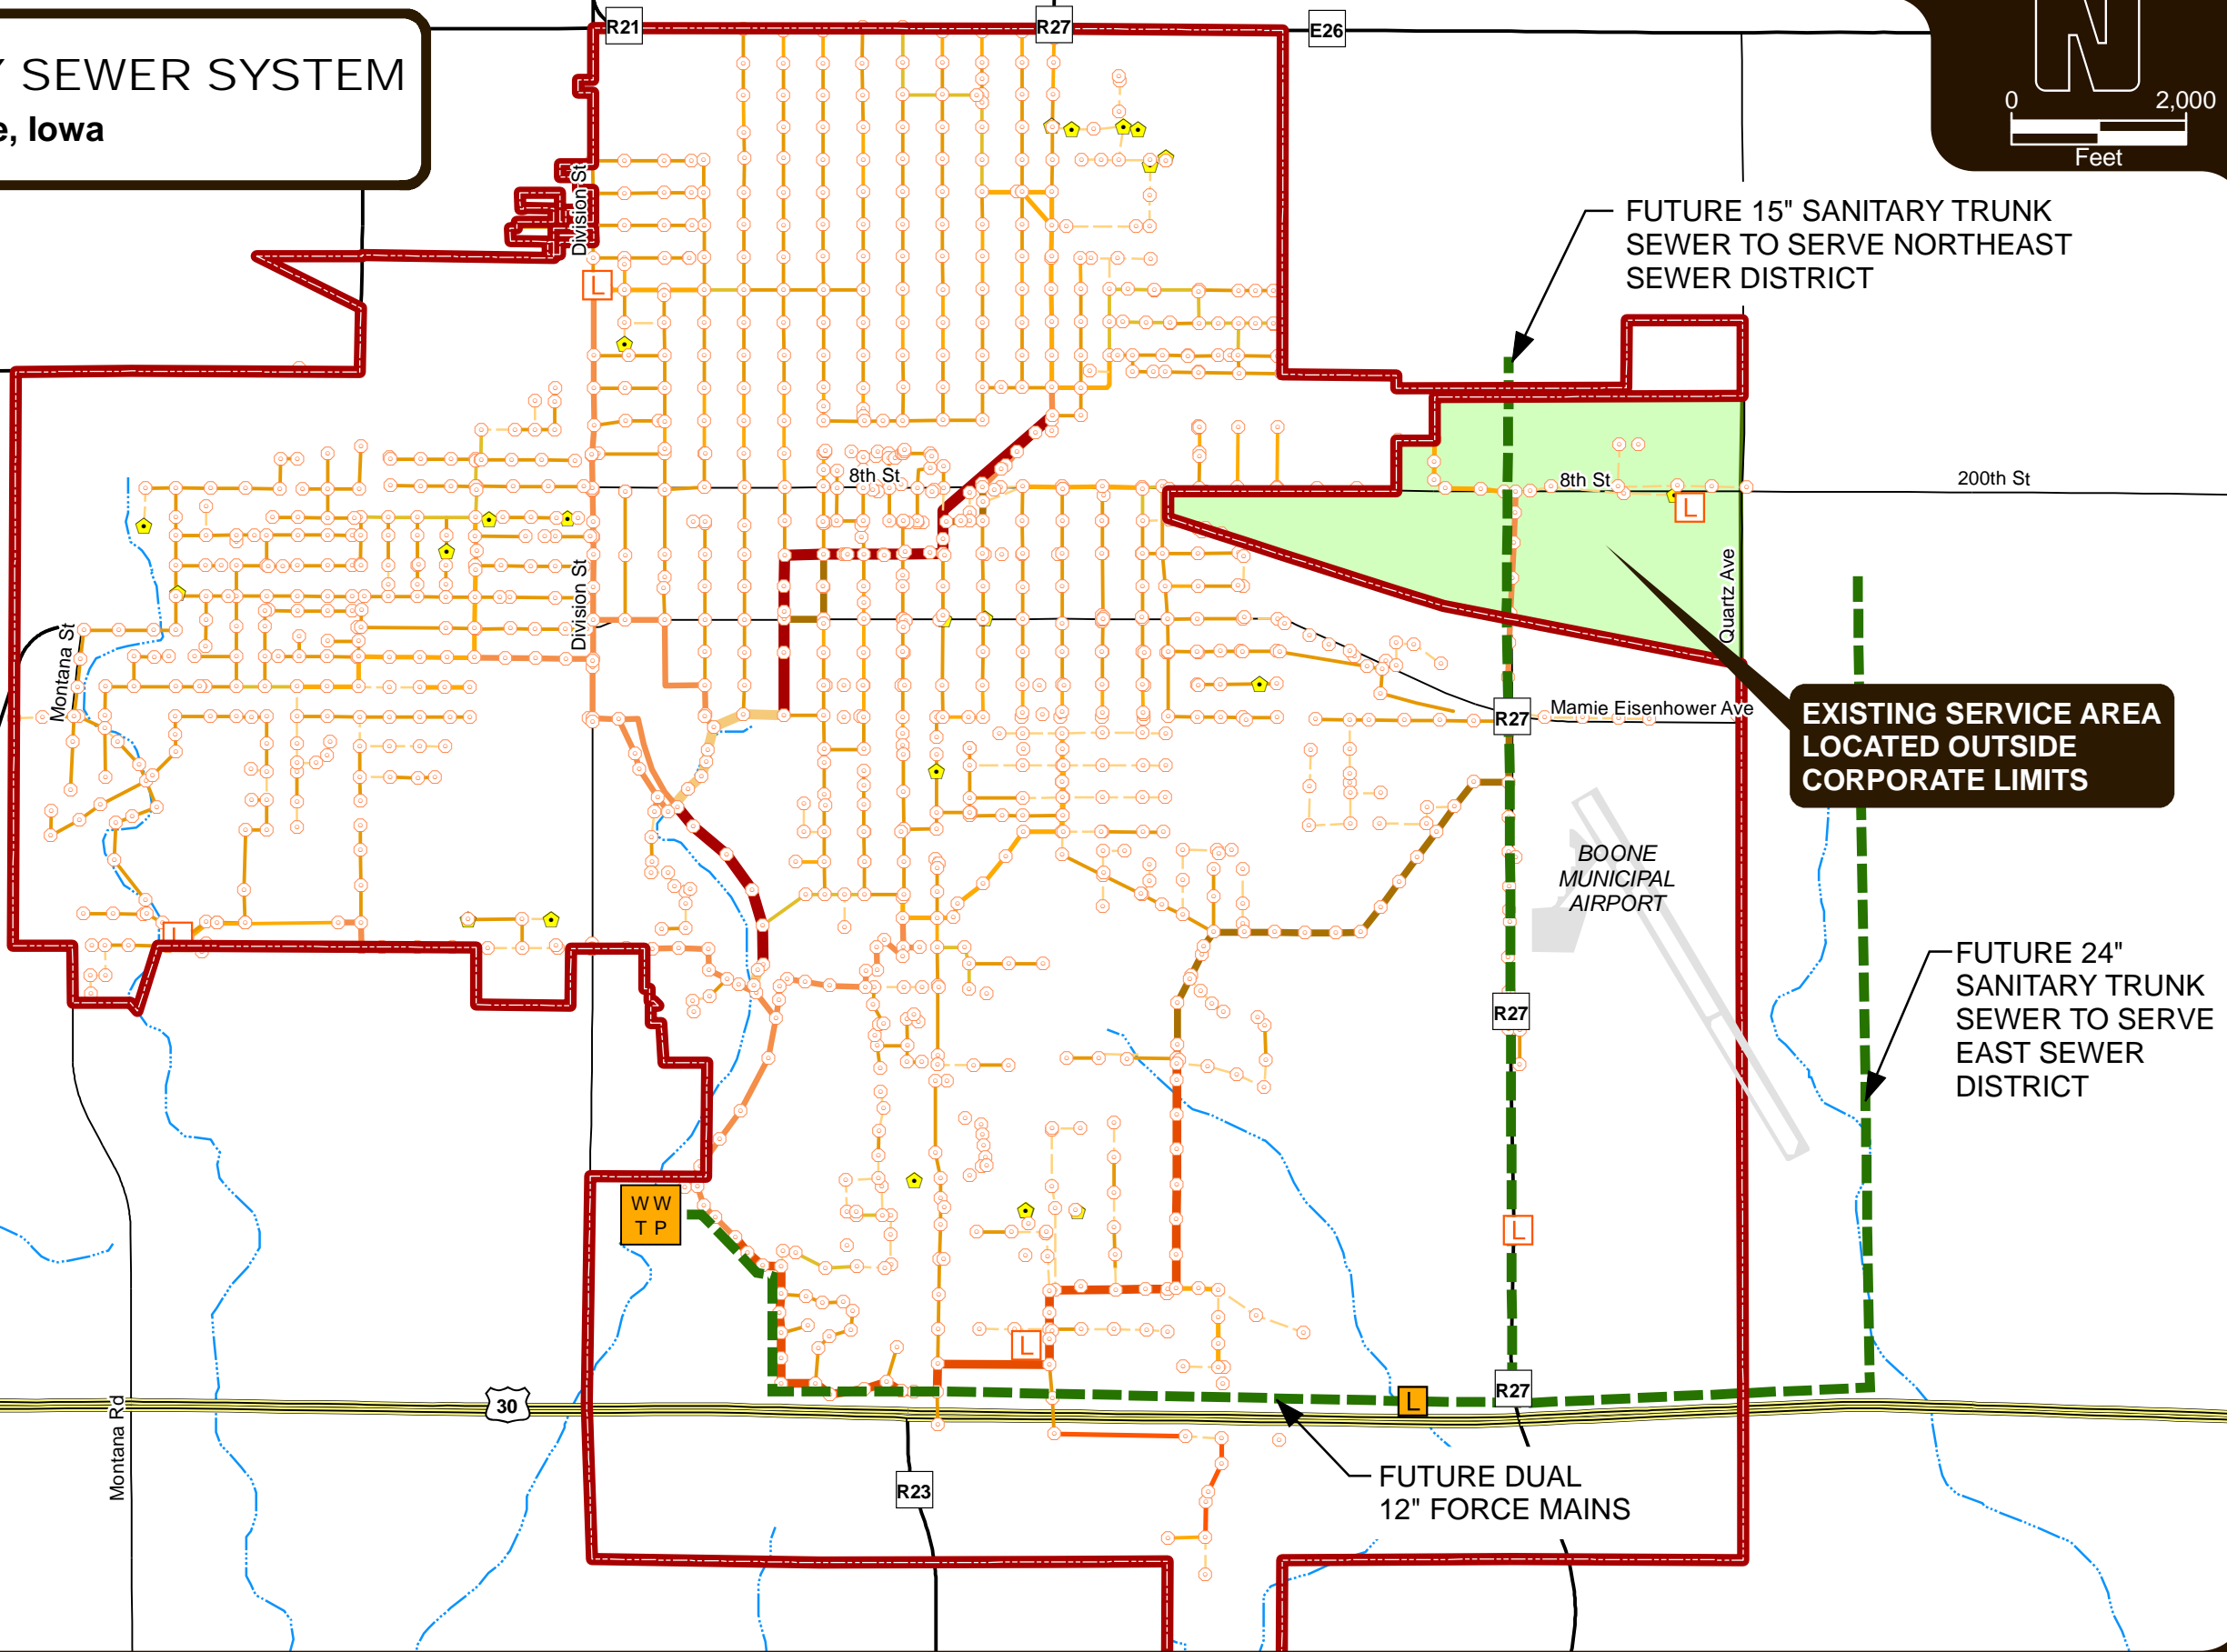 Y SEWER SYSTEM
e, Iowa
R21
R27
E26
N
0 2,000
Feet
FUTURE 15" SANITARY TRUNK
SEWER TO SERVE NORTHEAST
SEWER DISTRICT
Division St
L
8th St
8th St
200th St
L
Quartz Ave
Division St
Montana St
R27
Mamie Eisenhower Ave
EXISTING SERVICE AREA
LOCATED OUTSIDE
CORPORATE LIMITS
BOONE
MUNICIPAL
AIRPORT
L
FUTURE 24"
SANITARY TRUNK
SEWER TO SERVE
EAST SEWER
DISTRICT
R27
W W
T P
L
L
R27
L
30
Montana Rd
R23
FUTURE DUAL
12" FORCE MAINS